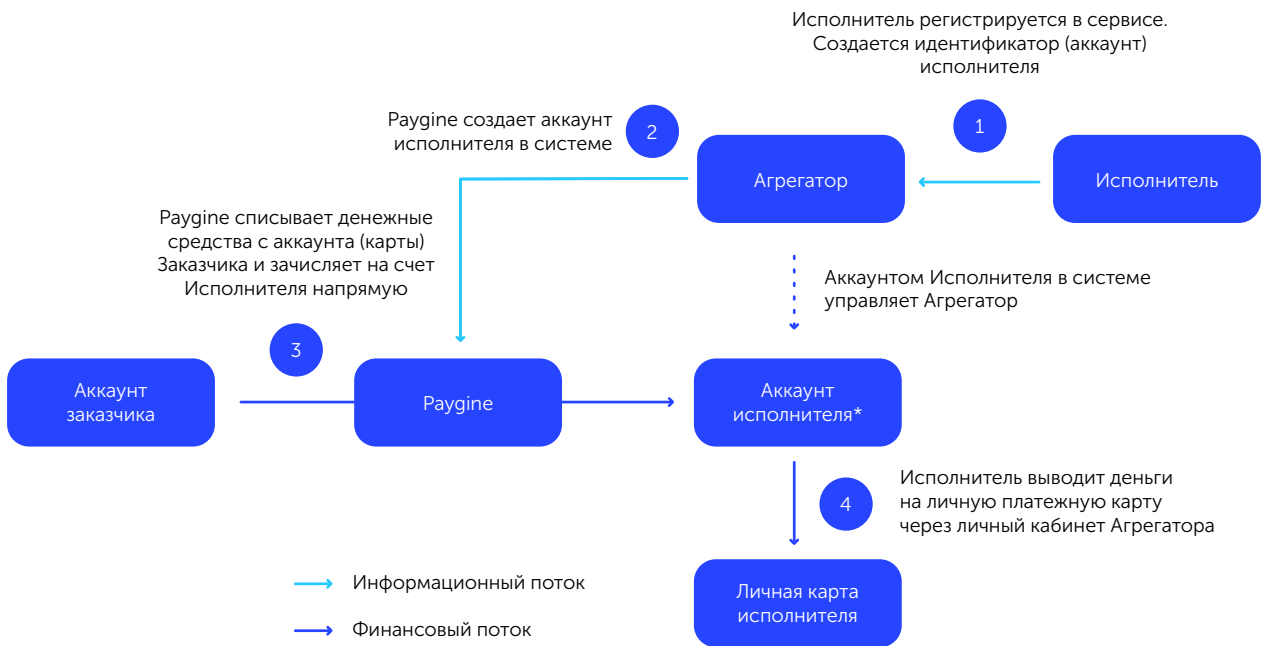 Исполнитель регистрируется в сервисе.
Создается идентификатор (аккаунт)
исполнителя
1
Paygine создает аккаунт
исполнителя в системе
2
Агрегатор
Исполнитель
Paygine списывает денежные
средства с аккаунта (карты)
Заказчика и зачисляет на счет
Исполнителя напрямую
Аккаунтом Исполнителя в системе
управляет Агрегатор
3
Аккаунт
заказчика
Paygine
Аккаунт
исполнителя*
4
Исполнитель выводит деньги
на личную платежную карту
через личный кабинет Агрегатора
Информационный поток
Финансовый поток
Личная карта
исполнителя